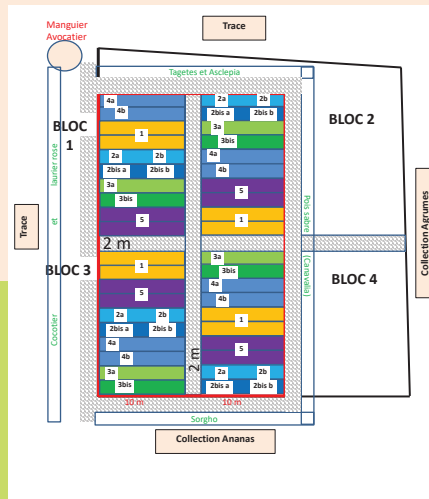 Manguier
Avocatier
Trace
Tagetes et Asclepia
BLOC
1
BLOC 2
4a
4b
1
2a 2b
2bis a 2bis b
3a
3bis
5
2a 2b
2bis a 2bis b
3a
3bis
4a
4b
5
1
laurier rose
et
Cocotier
Trace
Pois sabre
(Canavalia)
Collection Agrumes
2 m
BLOC 3
BLOC 4
1
5
2a 2b
2bis a 2bis b
4a
4b
3a
3bis
3a
3bis
4a
4b
1
5
2a 2b
2bis a 2bis b
2 m
10 m 10 m
Sorgho
Collection Ananas